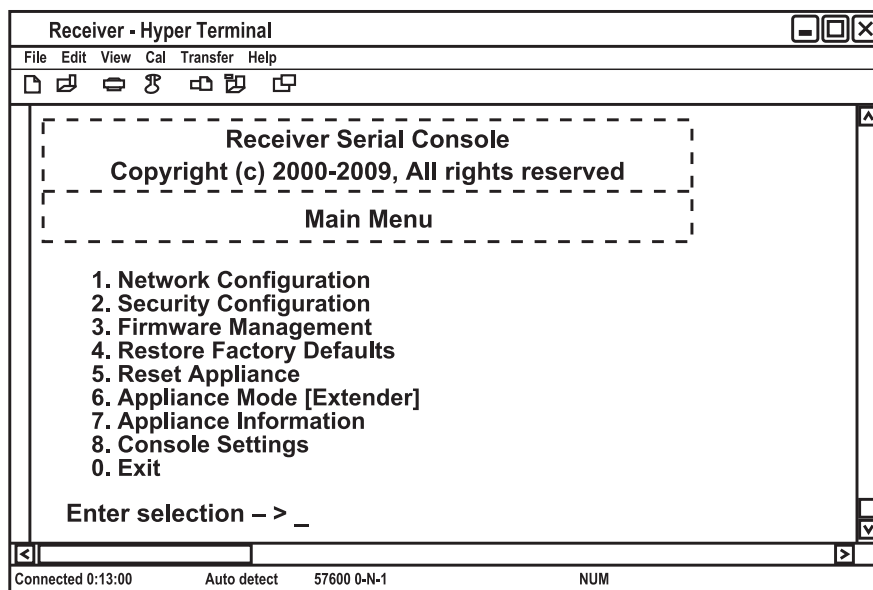 Receiver - Hyper Terminal
File Edit View Cal Transfer Help
Receiver Serial Console
Copyright (c) 2000-2009, All rights reserved
Main Menu
1. Network Configuration
2. Security Configuration
3. Firmware Management
4. Restore Factory Defaults
5. Reset Appliance
6. Appliance Mode [Extender]
7. Appliance Information
8. Console Settings
0. Exit
Enter selection – > _
Connected 0:13:00 Auto detect 57600 0-N-1 NUM